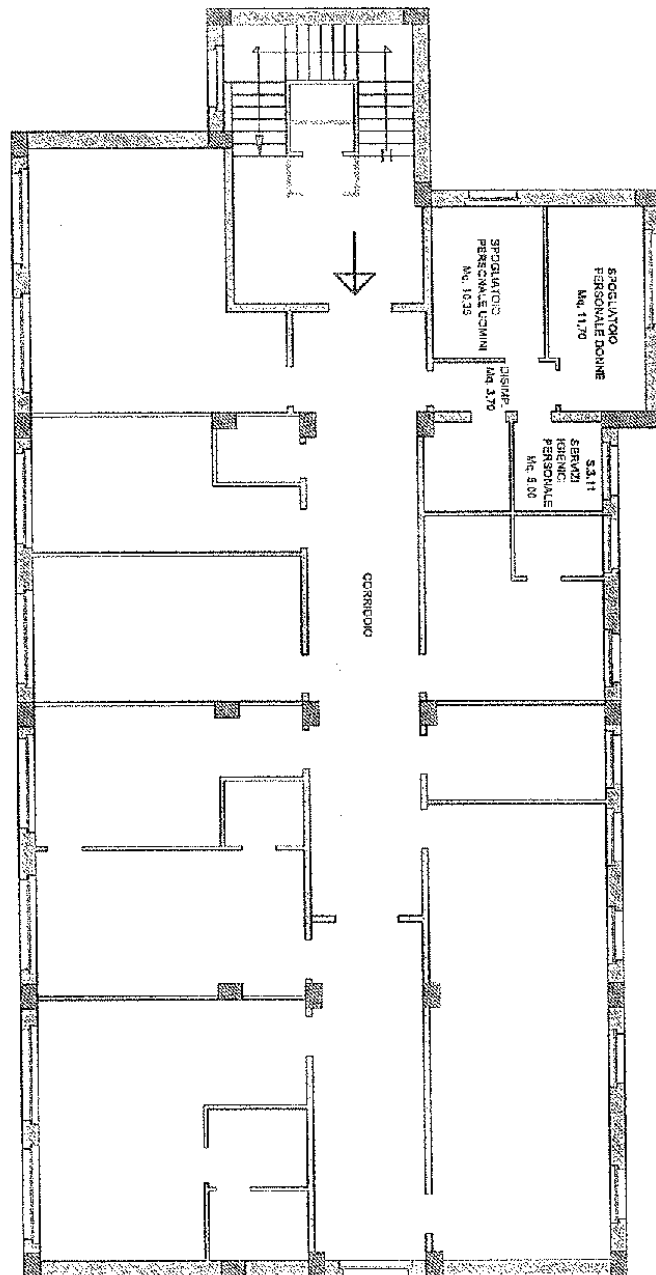 SPOGLIATOIO
PERSONALE UOMINI
Mq. 10.35
SPOGLIATOIO
PERSONALE DONNE
Mq. 11.70
DISIMP.
Mq. 3.70
S.3.11
SERVIZI
IGIENICI
PERSONALE
Mq. 5.00
CORRIDOIO